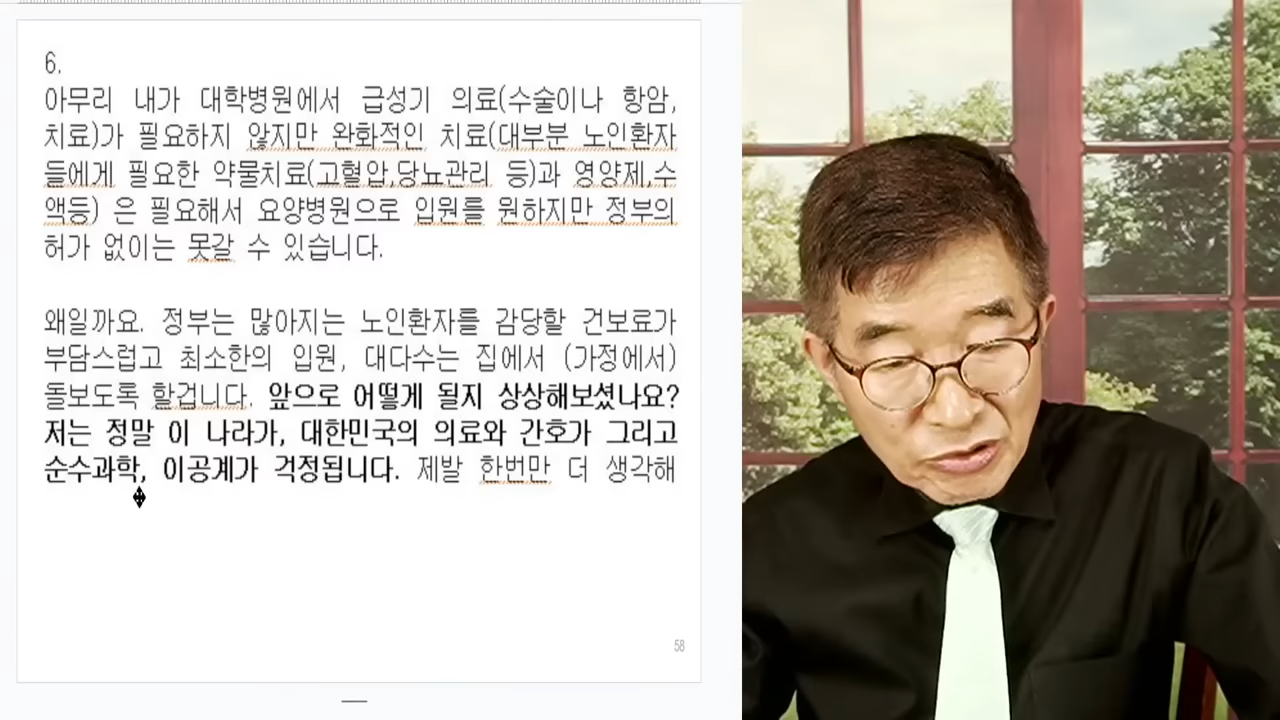 6.
아무리 내가 대학병원에서 급성기 의료(수술이나 항암,
치료)가 필요하지 않지만 완화적인 치료(대부분 노인환자
들에게 필요한 약물치료(고혈압,당뇨관리 등)과 영양제,수
액등) 은 필요해서 요양병원으로 입원를 원하지만 정부의
허가 없이는 못갈 수 있습니다.
왜일까요. 정부는 많아지는 노인환자를 감당할 건보료가
부담스럽고 최소한의 입원, 대다수는 집에서 (가정에서)
돌보도록 할겁니다. 앞으로 어떻게 될지 상상해보셨나요?
저는 정말 이 나라가, 대한민국의 의료와 간호가 그리고
순수과학, 이공계가 걱정됩니다. 제발 한번만 더 생각해
58